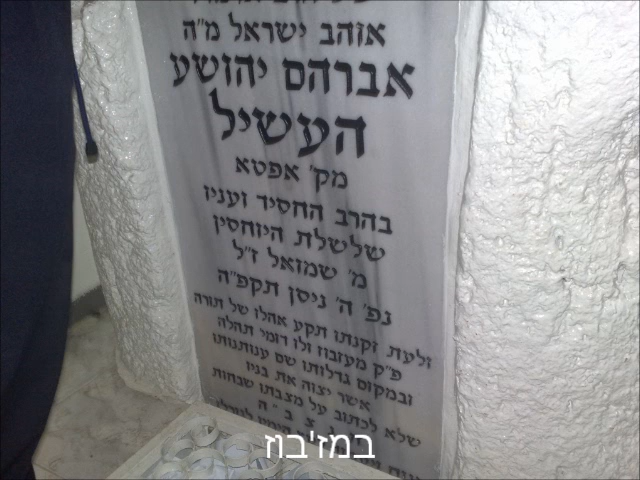 אוהב ישראל מ״ה
אברהם יהושע
העשיל
מק׳ אפטא
בהרב החסיד ועניו
שלשלת היוחסין
מ׳ שמואל ז״ל
נפ׳ ה׳ ניסן תקפ״ה
ולעת זקנתו תקע אהלו של תורה
פ״ק מעזבוז ולו דומי תהלה
ובמקום גדלותו שם ענותנותו
אשר יצוה את בניו
שלא לכתוב על מצבתו שבחות
במז'בוז